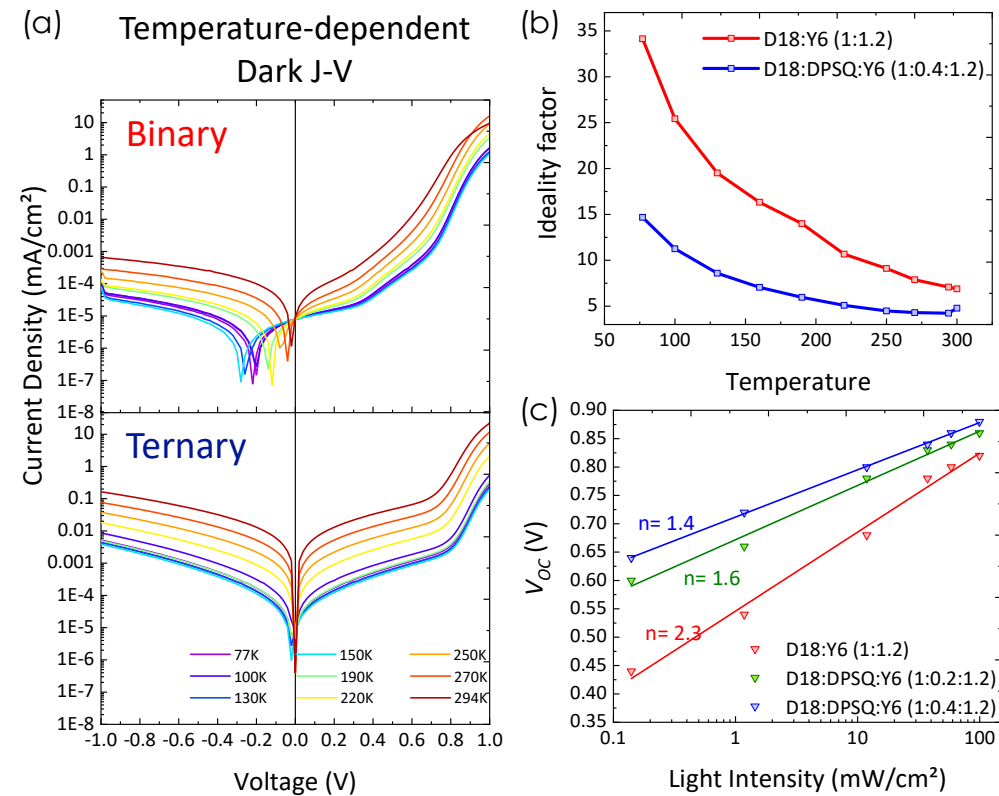 (a)
Temperature-dependent
Dark J-V
Binary
10
1
0.1
0.01
0.001
1E-4
1E-5
1E-6
1E-7
1E-8
Ternary
10
1
0.1
0.01
0.001
1E-4
1E-5
1E-6
1E-7
1E-8
Current Density (mA/cm²)
77K
150K
250K
100K
190K
270K
130K
220K
294K
-1.0 -0.8 -0.6 -0.4 -0.2 0.0 0.2 0.4 0.6 0.8 1.0
Voltage (V)
(b)
D18:Y6 (1:1.2)
D18:DPSQ:Y6 (1:0.4:1.2)
35
30
25
20
15
10
5
Ideality factor
50 100 150 200 250 300 350
Temperature
(c)
0.90
0.85
0.80
0.75
0.70
0.65
0.60
0.55
0.50
0.45
0.40
0.35
VOC (V)
n= 1.4
n= 1.6
n= 2.3
D18:Y6 (1:1.2)
D18:DPSQ:Y6 (1:0.2:1.2)
D18:DPSQ:Y6 (1:0.4:1.2)
0.1 1 10 100
Light Intensity (mW/cm²)